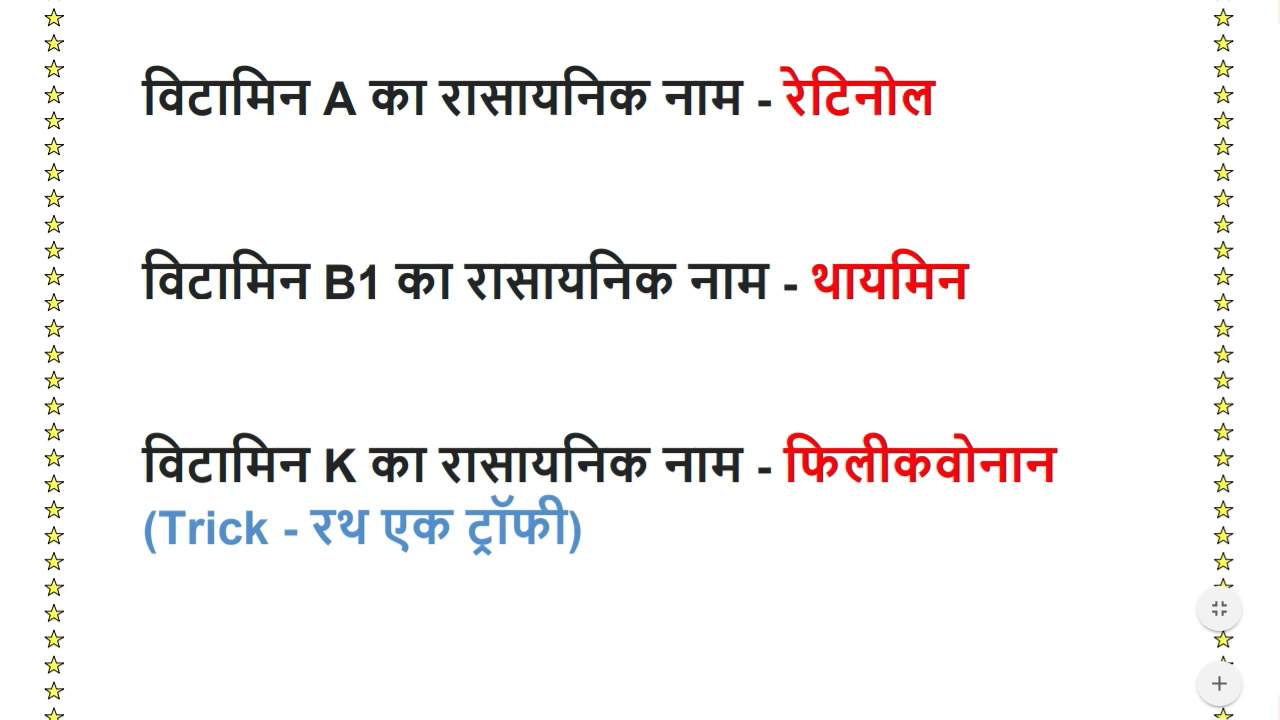 विटामिन A का रासायनिक नाम - रेटिनोल
विटामिन B1 का रासायनिक नाम - थायमिन
विटामिन K का रासायनिक नाम - फिलीकवोनान
(Trick - रथ एक ट्रॉफी)